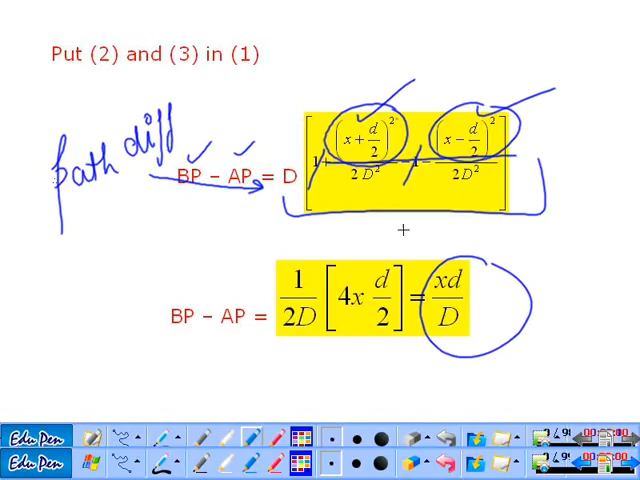 Put (2) and (3) in (1)
path diff
BP – AP = D [1 + (x + d/2)²/2D² – 1 – (x – d/2)²/2D²]
BP – AP = 1/2D [4x d/2] = xd/D
Edu Pen
Edu Pen